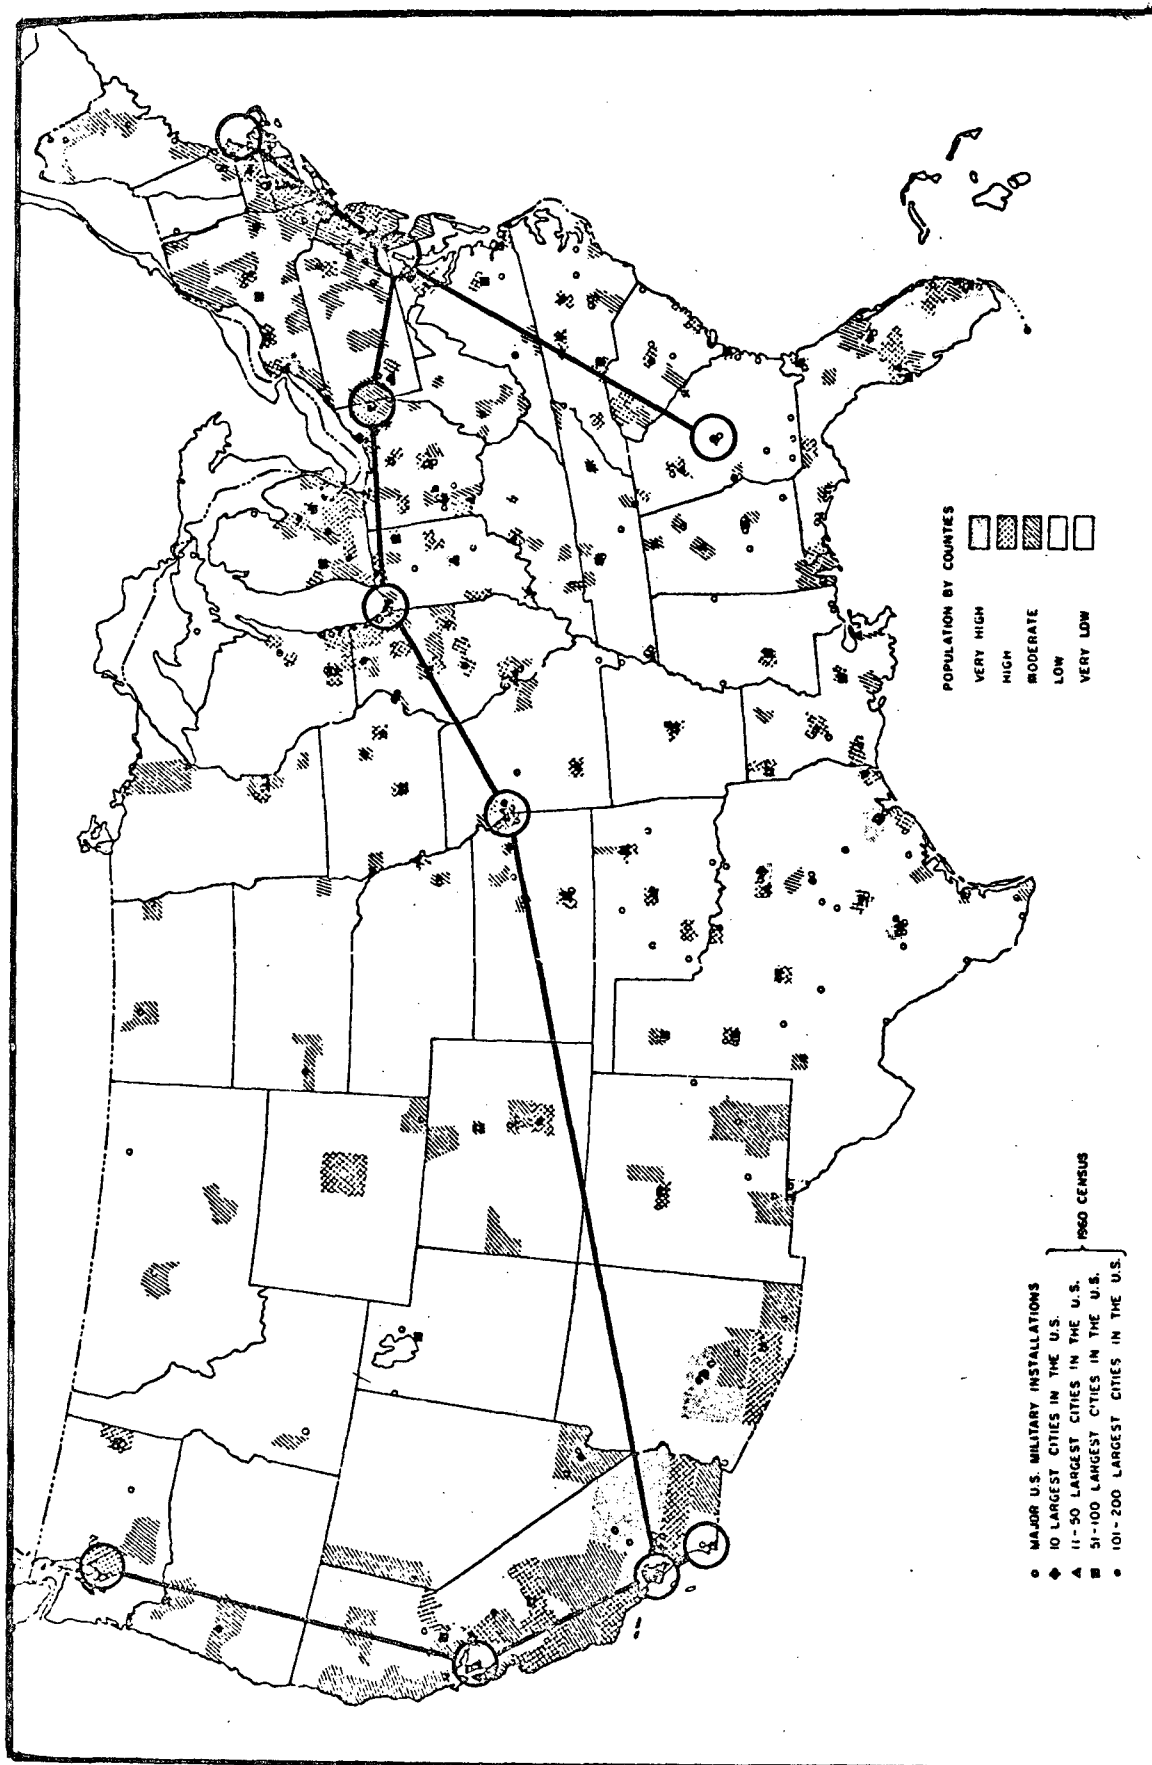 POPULATION BY COUNTIES
VERY HIGH
HIGH
MODERATE
LOW
VERY LOW
MAJOR U.S. MILITARY INSTALLATIONS
10 LARGEST CITIES IN THE U.S.
11-50 LARGEST CITIES IN THE U.S.
51-100 LARGEST CITIES IN THE U.S.
101-200 LARGEST CITIES IN THE U.S.
1960 CENSUS